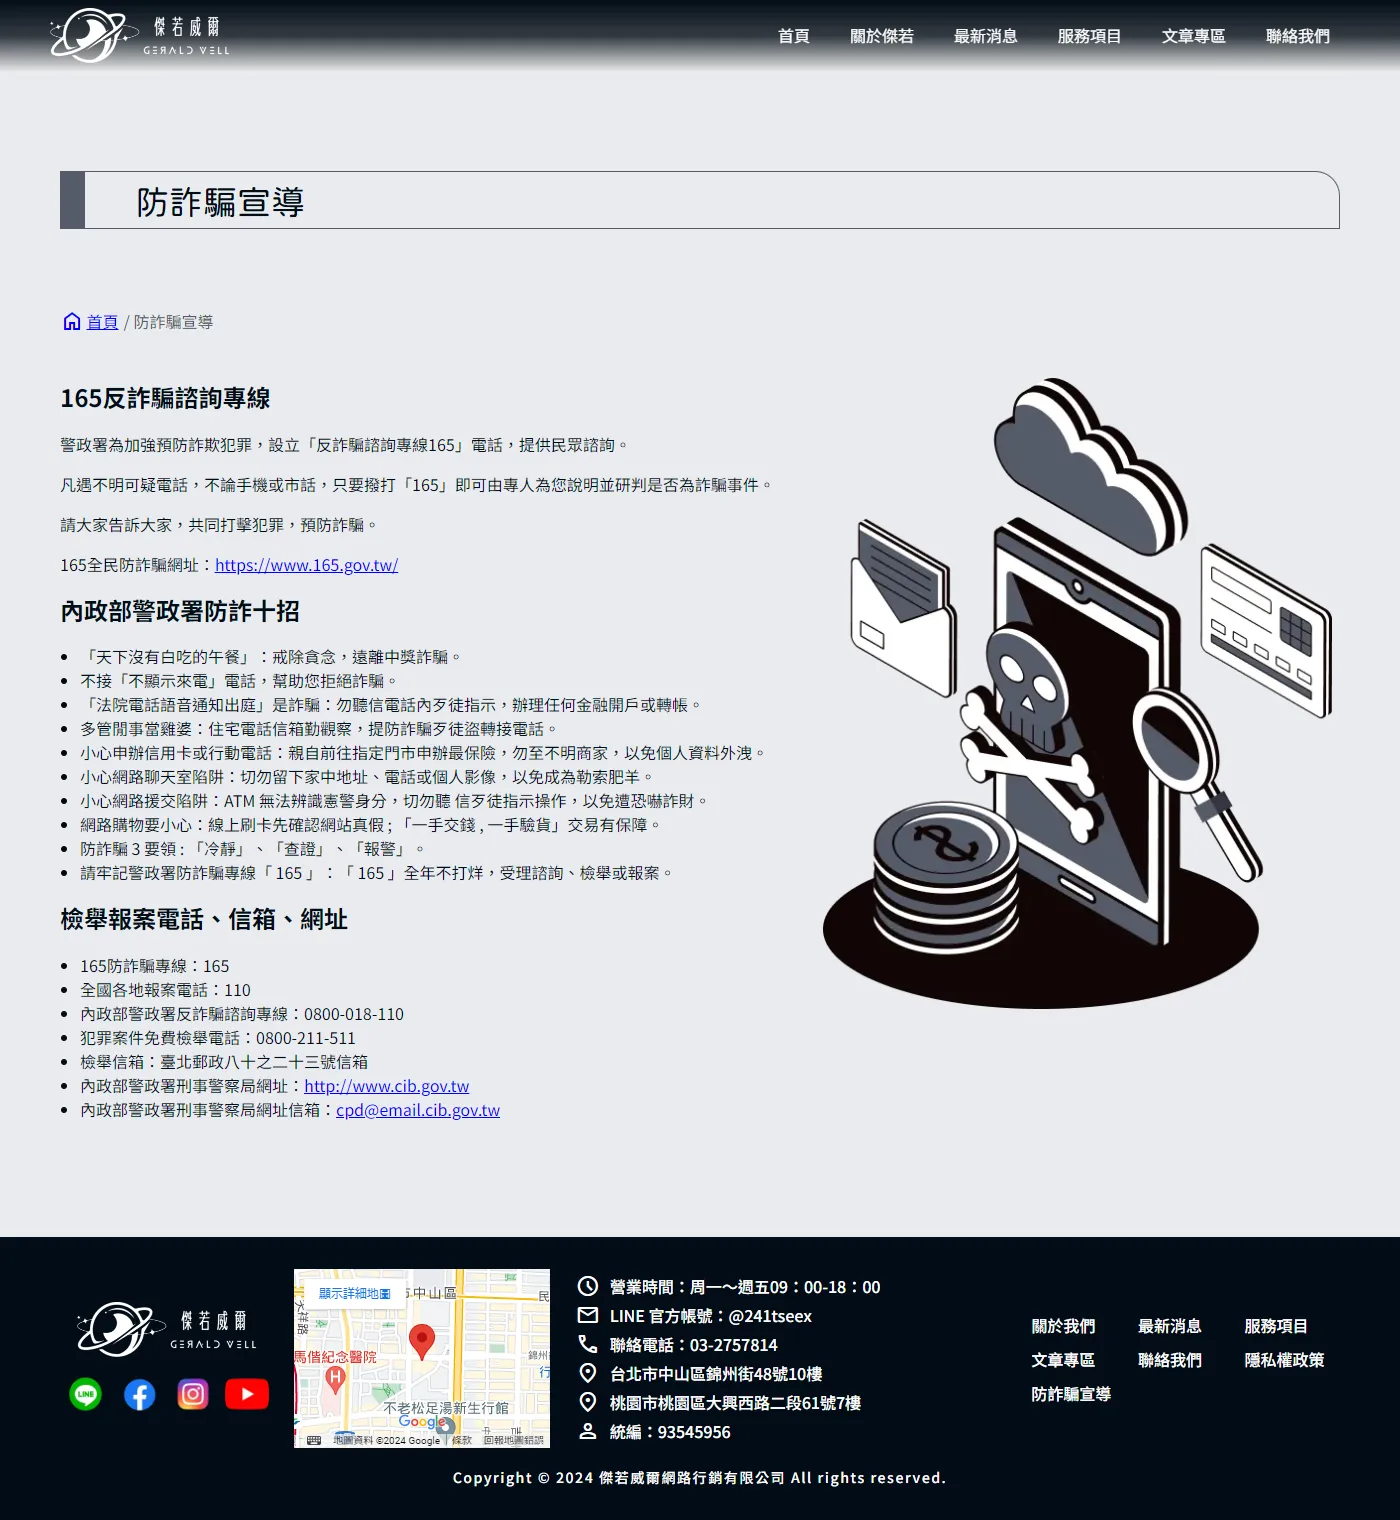 傑若威爾
GERALD VELL
首頁
關於傑若
最新消息
服務項目
文章專區
聯絡我們
防詐騙宣導
首頁 / 防詐騙宣導
165反詐騙諮詢專線
警政署為加強預防詐欺犯罪，設立「反詐騙諮詢專線165」電話，提供民眾諮詢。
凡遇不明可疑電話，不論手機或市話，只要撥打「165」即可由專人為您說明並研判是否為詐騙事件。
請大家告訴大家，共同打擊犯罪，預防詐騙。
165全民防詐騙網址：https://www.165.gov.tw/
內政部警政署防詐十招
「天下沒有白吃的午餐」：戒除貪念，遠離中獎詐騙。
不接「不顯示來電」電話，幫助您拒絕詐騙。
「法院電話語音通知出庭」是詐騙：勿聽信電話內歹徒指示，辦理任何金融開戶或轉帳。
多管閒事當雞婆：住宅電話信箱勤觀察，提防詐騙歹徒盜轉接電話。
小心申辦信用卡或行動電話：親自前往指定門市申辦最保險，勿至不明商家，以免個人資料外洩。
小心網路聊天室陷阱：切勿留下家中地址、電話或個人影像，以免成為勒索肥羊。
小心網路援交陷阱：ATM 無法辨識憲警身分，切勿聽 信歹徒指示操作，以免遭恐嚇詐財。
網路購物要小心：線上刷卡先確認網站真假 ; 「一手交錢 , 一手驗貨」交易有保障。
防詐騙 3 要領 : 「冷靜」、「查證」、「報警」。
請牢記警政署防詐騙專線「 165 」：「 165 」全年不打烊，受理諮詢、檢舉或報案。
檢舉報案電話、信箱、網址
165防詐騙專線：165
全國各地報案電話：110
內政部警政署反詐騙諮詢專線：0800-018-110
犯罪案件免費檢舉電話：0800-211-511
檢舉信箱：臺北郵政八十之二十三號信箱
內政部警政署刑事警察局網址：http://www.cib.gov.tw
內政部警政署刑事警察局網址信箱：cpd@email.cib.gov.tw
傑若威爾
GERALD VELL
LINE
顯示詳細地圖
中山區
民
天祥路
馬偕紀念醫院
錦州
行
不老松足湯新生行館
Google
地圖資料 ©2024 Google
條款
回報地圖錯誤
營業時間：周一～週五09：00-18：00
LINE 官方帳號：@241tseex
聯絡電話：03-2757814
台北市中山區錦州街48號10樓
桃園市桃園區大興西路二段61號7樓
統編：93545956
關於我們
最新消息
服務項目
文章專區
聯絡我們
隱私權政策
防詐騙宣導
Copyright © 2024 傑若威爾網路行銷有限公司 All rights reserved.